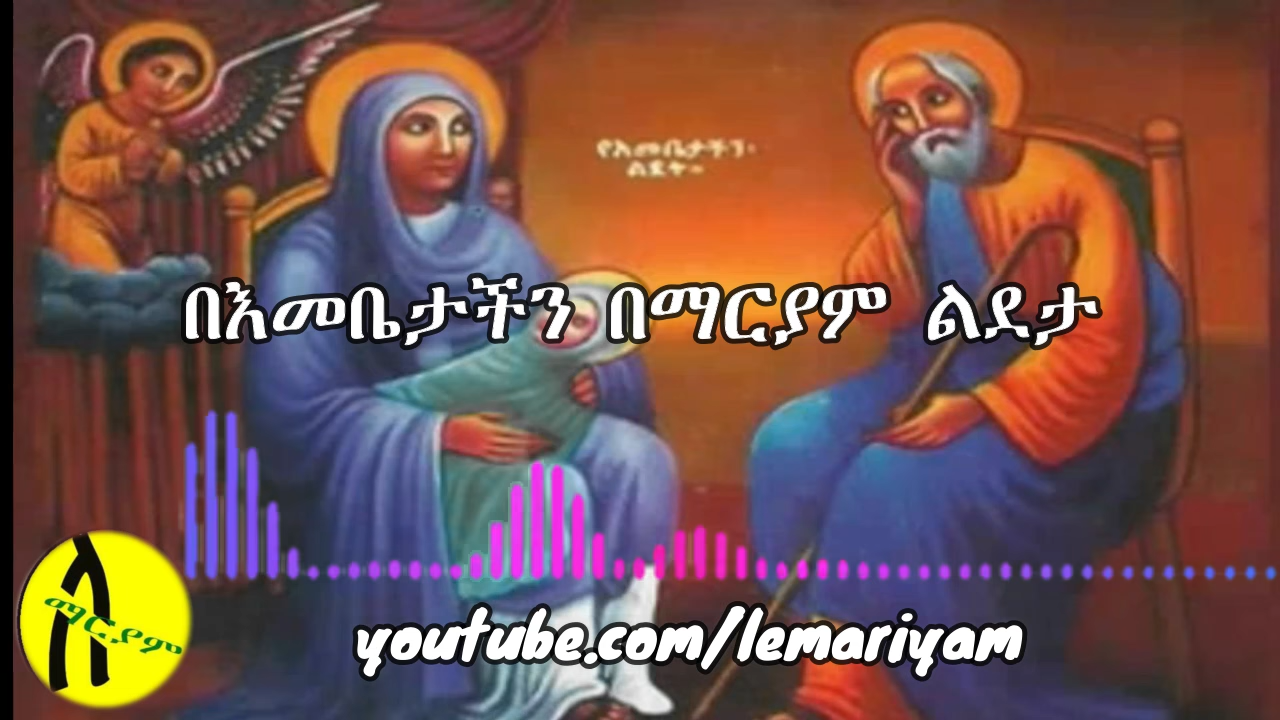 የእመቤታችን፡
ልደት።
በእመቤታችን በማርያም ልደታ
ለ
ማርያም
youtube.com/lemariyam